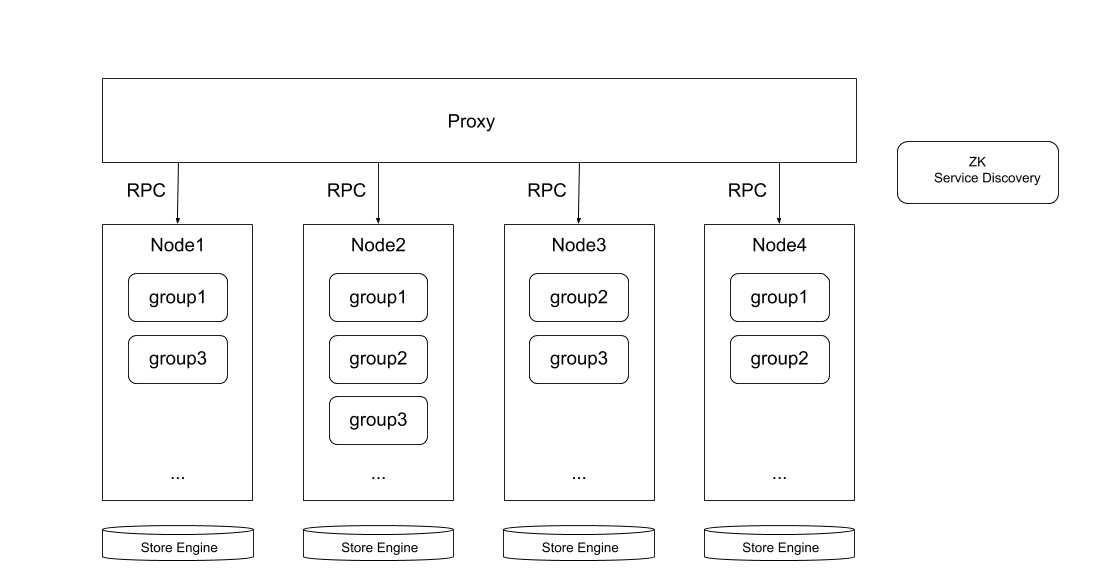 Proxy
ZK
Service Discovery
RPC
RPC
RPC
RPC
Node1
Node2
Node3
Node4
group1
group1
group2
group1
group3
group2
group3
group2
group3
...
...
...
...
Store Engine
Store Engine
Store Engine
Store Engine